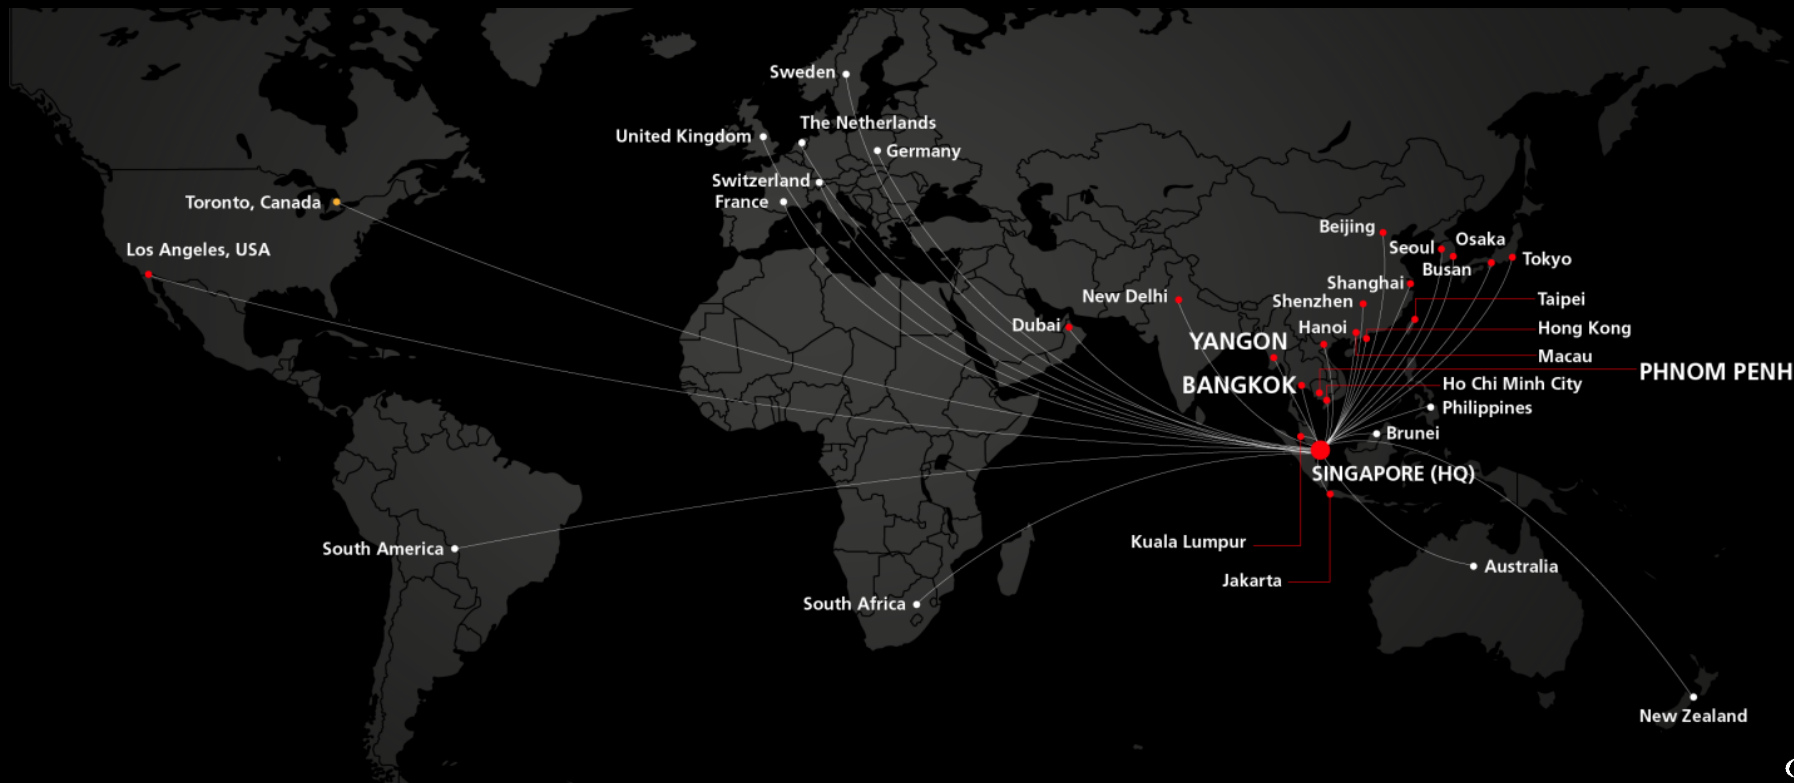 Sweden
The Netherlands
United Kingdom
Germany
Switzerland
France
Toronto, Canada
Los Angeles, USA
Beijing
Seoul
Osaka
Busan
Tokyo
Shanghai
New Delhi
Shenzhen
Taipei
Dubai
Hanoi
Hong Kong
YANGON
Macau
PHNOM PENH
BANGKOK
Ho Chi Minh City
Philippines
Brunei
SINGAPORE (HQ)
Kuala Lumpur
South America
Australia
Jakarta
South Africa
New Zealand